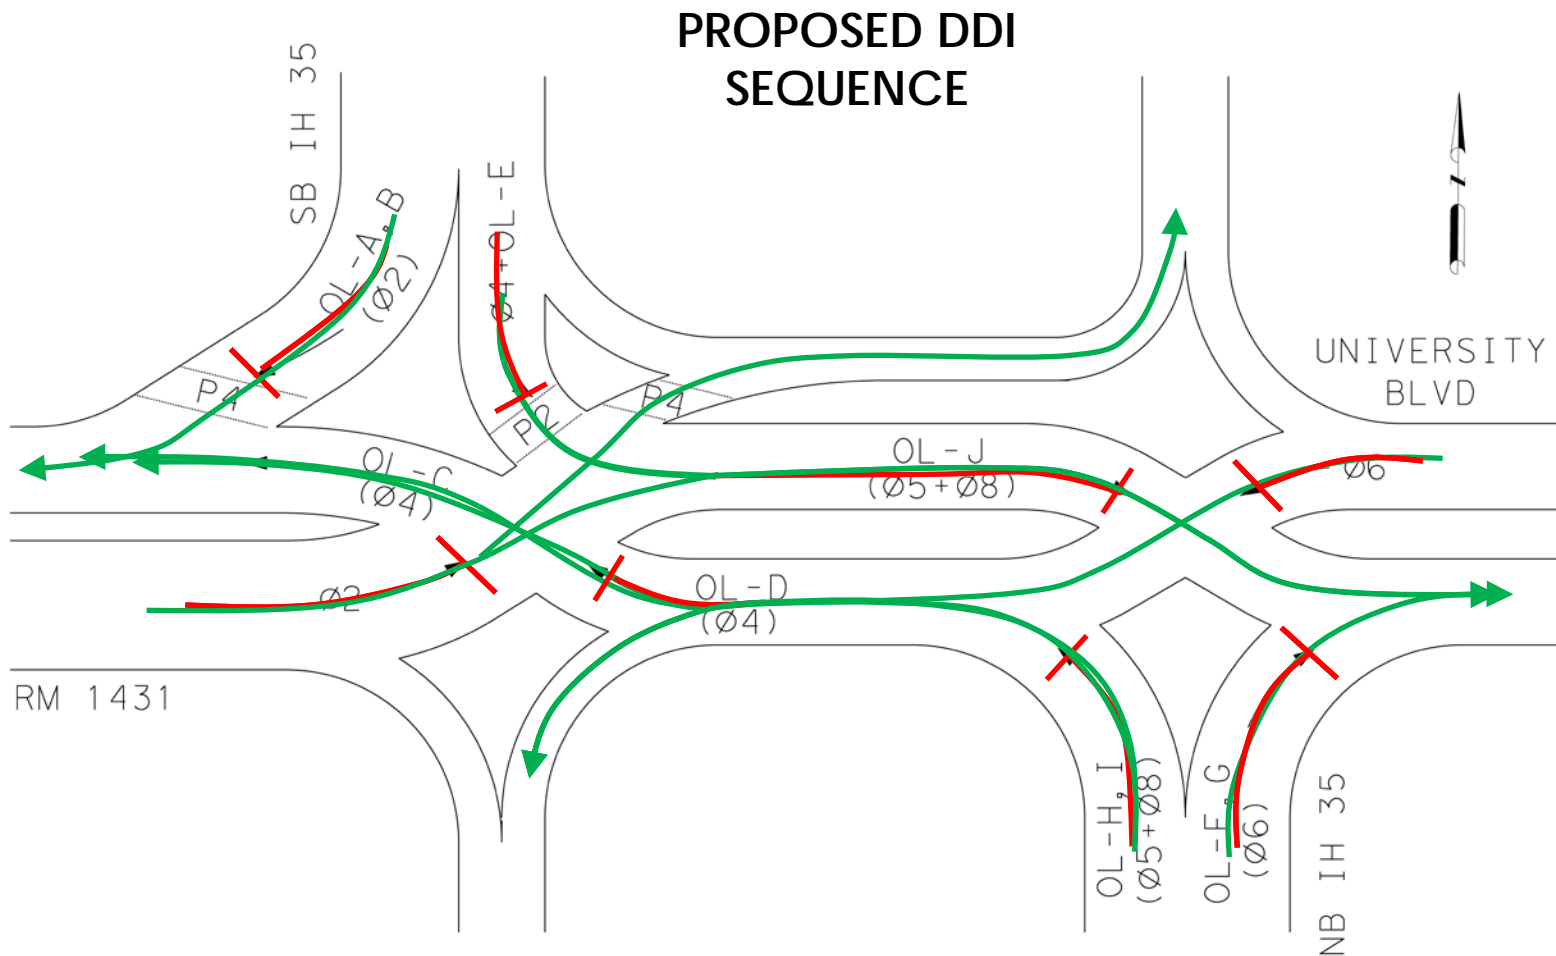 PROPOSED DDI
SEQUENCE
SB IH 35
OL-A,B
(Ø2)
Ø4+OL-E
UNIVERSITY
BLVD
P4
P2
P4
OL-C
(Ø4)
OL-J
(Ø5+Ø8)
Ø6
Ø2
OL-D
(Ø4)
RM 1431
OL-H,I
(Ø5+Ø8)
OL-F,G
(Ø6)
NB IH 35